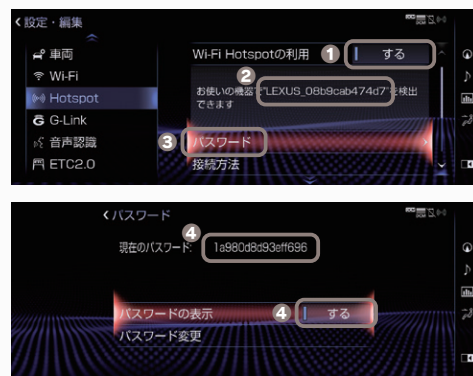 設定・編集
車両
Wi-Fi
Hotspot
G-Link
音声認識
ETC2.0
Wi-Fi Hotspotの利用 ① する
②
お使いの機器で"LEXUS_08b9cab474d7"を検出
できます
③ パスワード
接続方法
パスワード
④
現在のパスワード: 1a980d8d93eff696
パスワードの表示 ④ する
パスワード変更